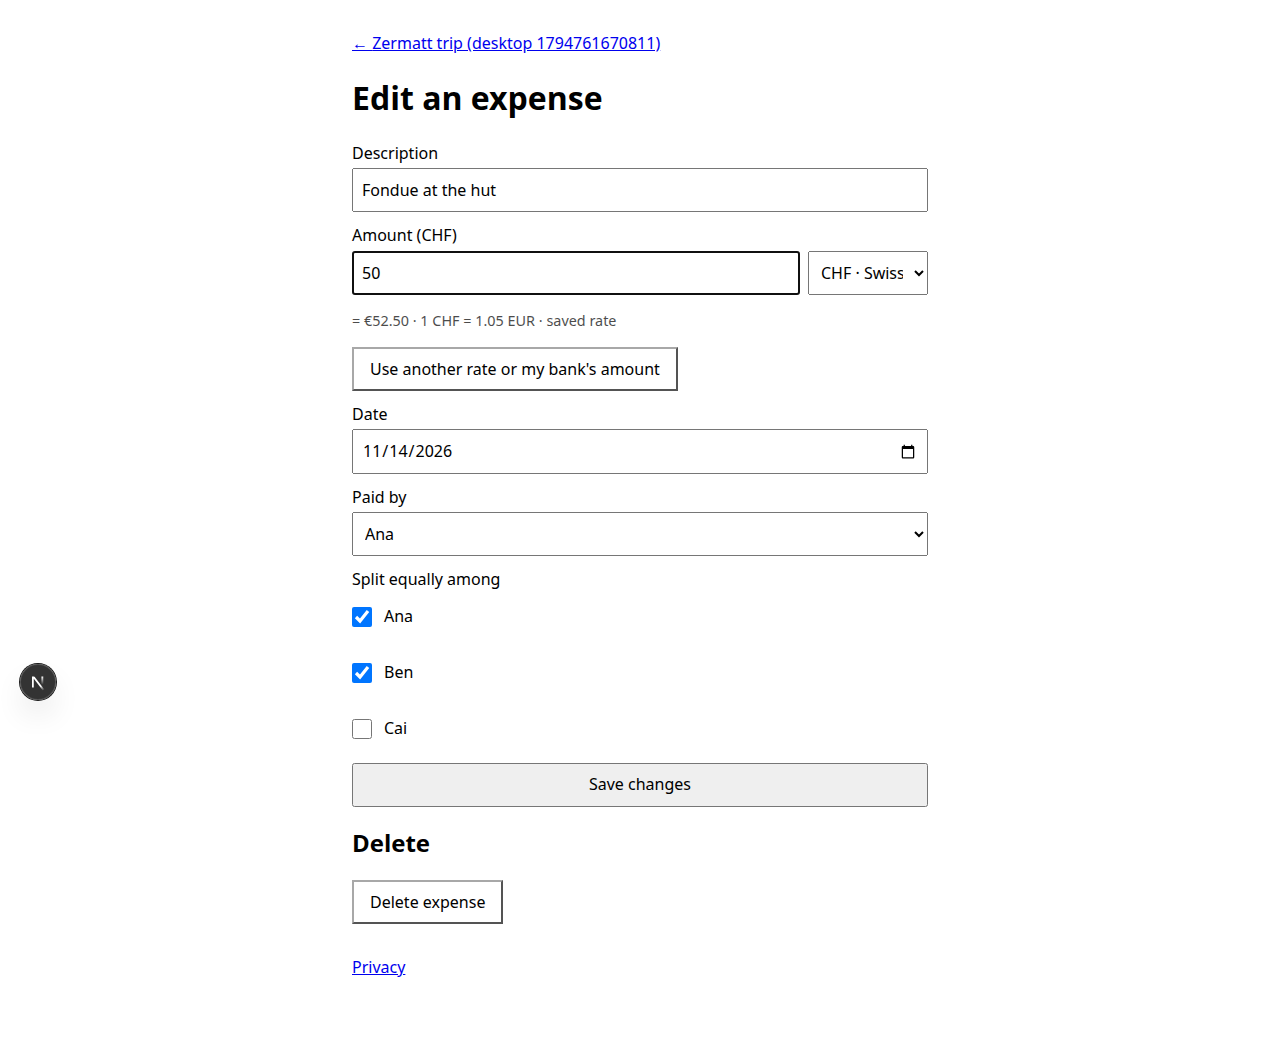 ← Zermatt trip (desktop 1794761670811)
Edit an expense
Description
Fondue at the hut
Amount (CHF)
50
CHF · Swiss
= €52.50 · 1 CHF = 1.05 EUR · saved rate
Use another rate or my bank's amount
Date
11/14/2026
Paid by
Ana
Split equally among
Ana
Ben
N
Cai
Save changes
Delete
Delete expense
Privacy